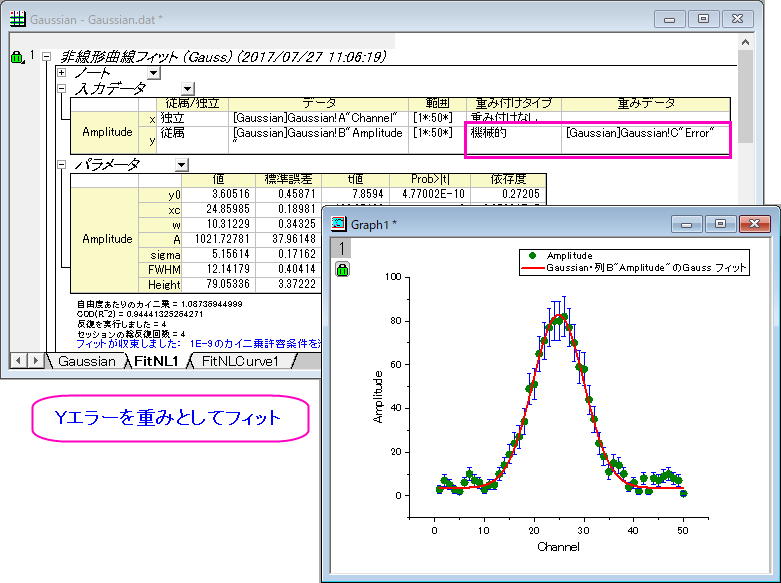 Gaussian - Gaussian.dat *
1
非線形曲線フィット (Gauss) (2017/07/27 11:06:19)
ノート
入力データ
従属/独立 データ 範囲 重み付けタイプ 重みデータ
Amplitude x 独立 [Gaussian]Gaussian!A"Channel" [1*:50*] 重み付けなし
y 従属 [Gaussian]Gaussian!B"Amplitude" [1*:50*] 機械的 [Gaussian]Gaussian!C"Error"
パラメータ
値 標準誤差 t値 Prob>|t| 依存度
Amplitude
y0 3.60516 0.45871 7.8594 4.77002E-10 0.27205
xc 24.85985 0.18981
w 10.31229 0.34325
A 1021.72781 37.96148
sigma 5.15614 0.17162
FWHM 12.14179 0.40414
Height 79.05336 3.37222
自由度あたりのカイ二乗 = 1.08736944999
COD(R^2) = 0.94441325284271
反復を実行しました = 4
セッションの総反復回数 = 4
フィットが収束しました: 1E-9のカイ二乗許容条件を
Gaussian FitNL1 FitNLCurve1
Yエラーを重みとしてフィット
Graph1 *
1
Amplitude
Gaussian・列B"Amplitude"のGauss フィット
100
80
60
40
20
0
Amplitude
0 10 20 30 40 50
Channel